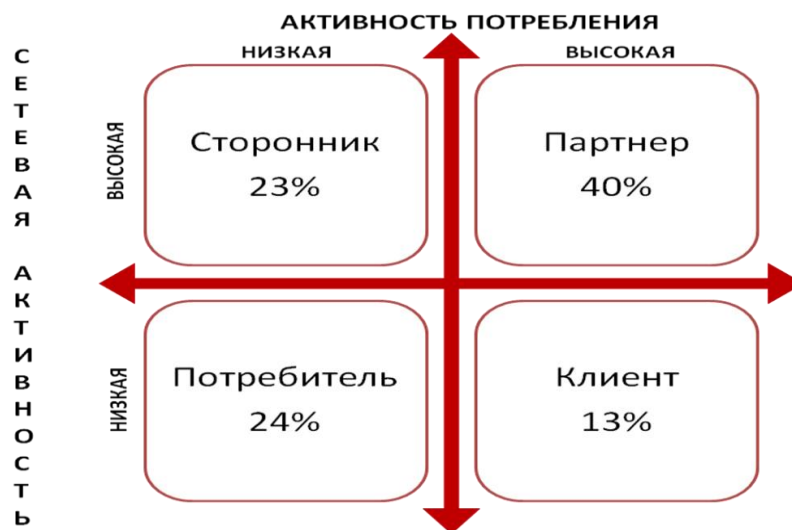 АКТИВНОСТЬ ПОТРЕБЛЕНИЯ
НИЗКАЯ
ВЫСОКАЯ
СЕТЕВАЯ АКТИВНОСТЬ
ВЫСОКАЯ
Сторонник
23%
Партнер
40%
НИЗКАЯ
Потребитель
24%
Клиент
13%